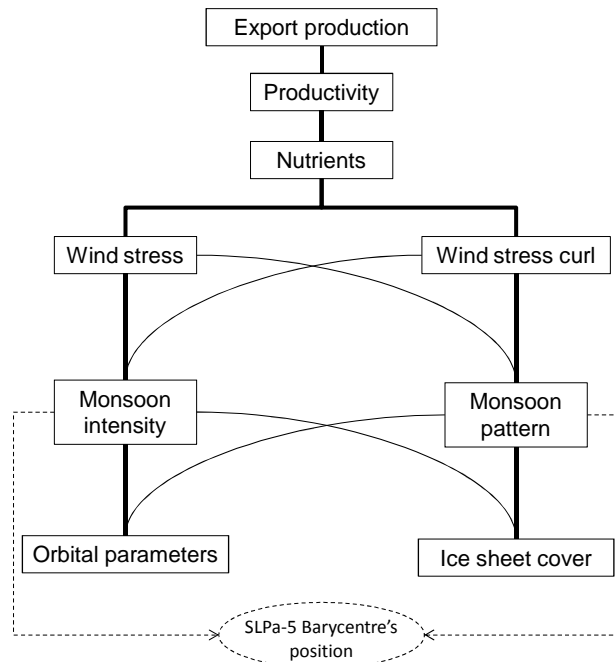 Export production
Productivity
Nutrients
Wind stress
Wind stress curl
Monsoon
intensity
Monsoon
pattern
Orbital parameters
Ice sheet cover
SLPa-5 Barycentre's
position